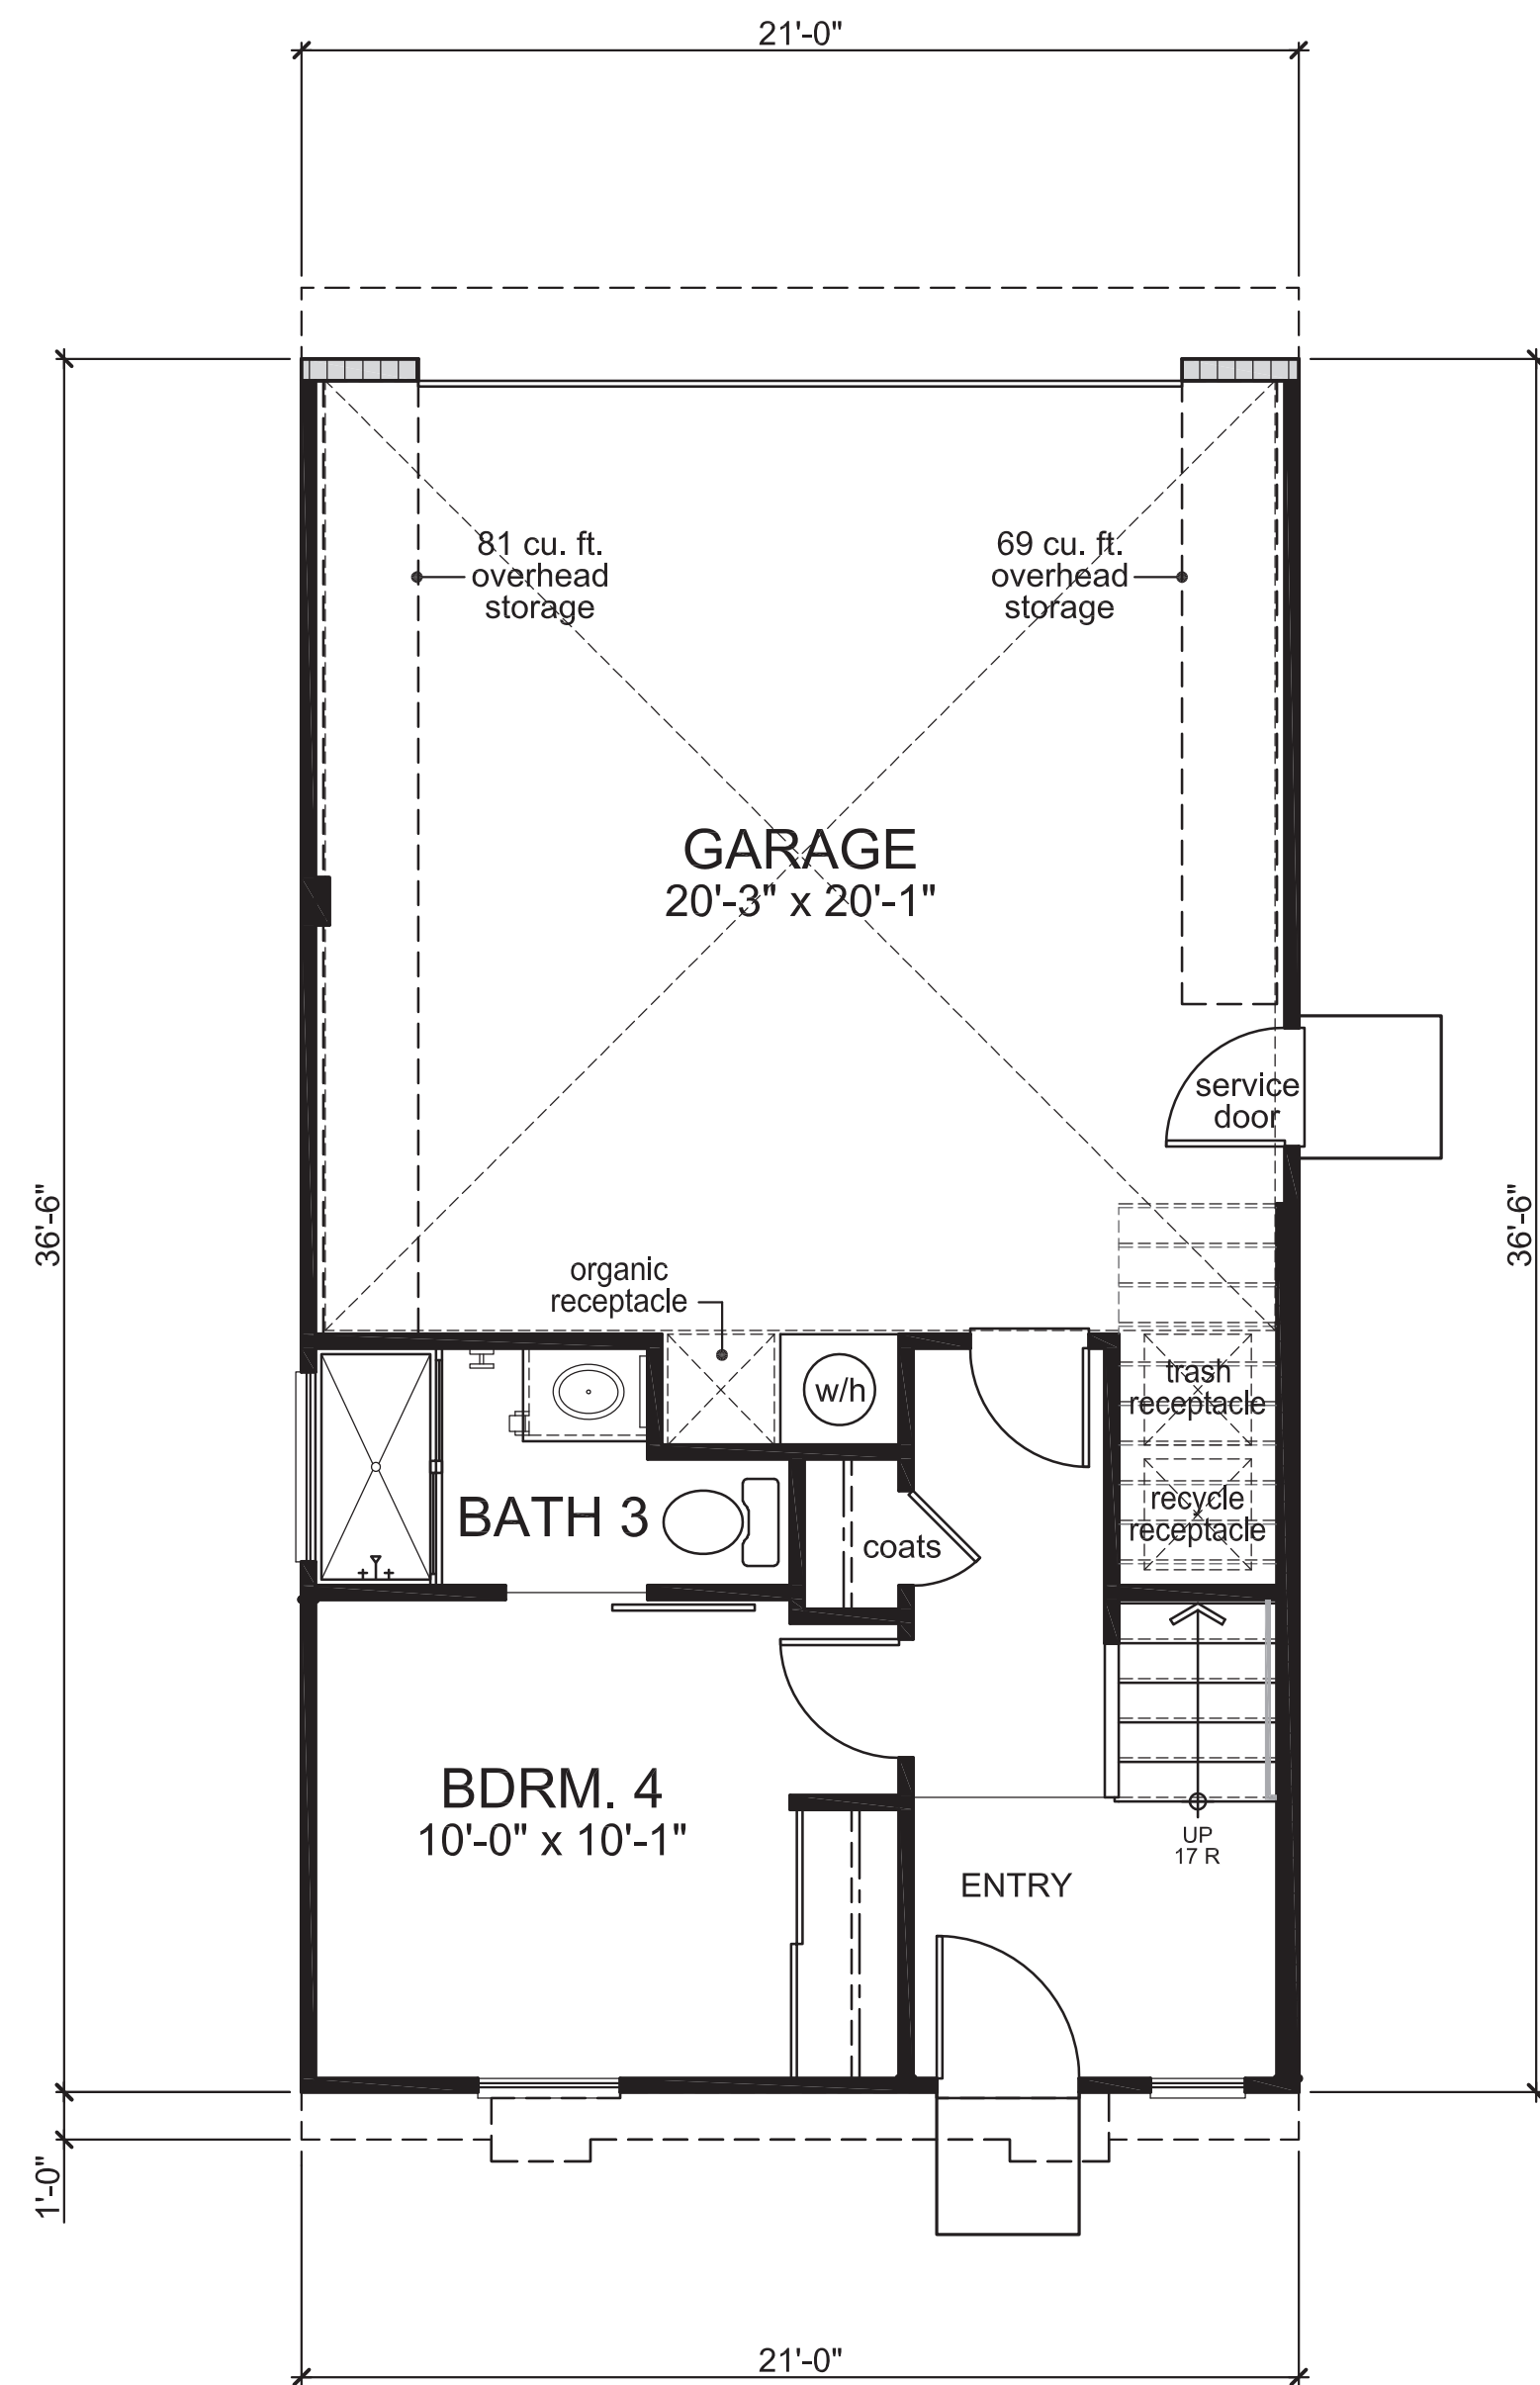 21'-0"
81 cu. ft.
overhead
storage
69 cu. ft.
overhead
storage
GARAGE
20'-3" x 20'-1"
service
door
36'-6"
36'-6"
organic
receptacle
w/h
trash
receptacle
recycle
receptacle
BATH 3
coats
BDRM. 4
10'-0" x 10'-1"
UP
17 R
ENTRY
1'-0"
21'-0"